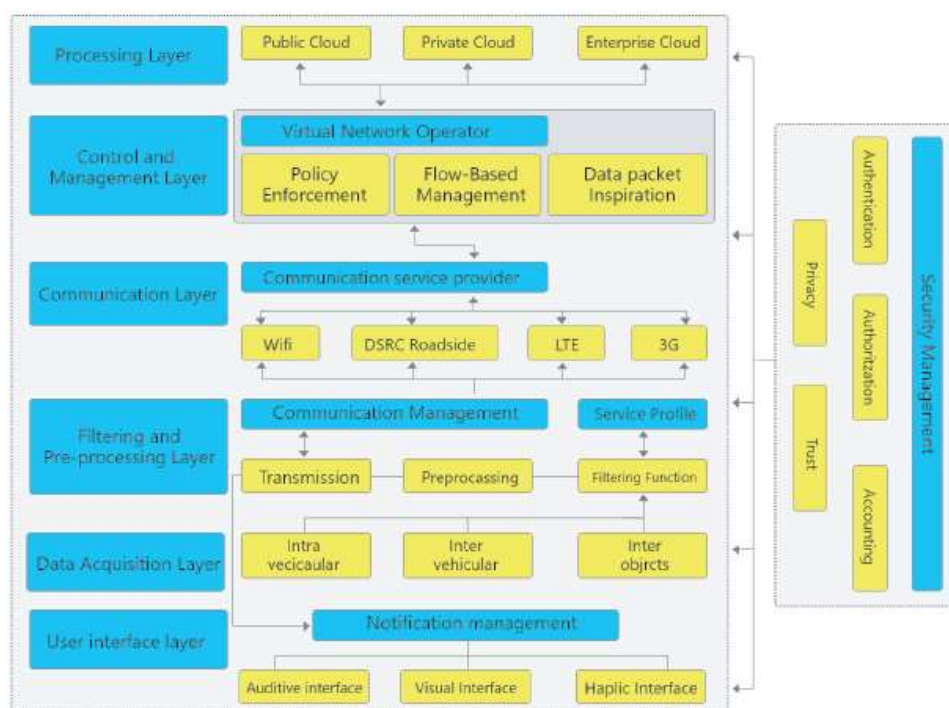 Processing Layer
Public Cloud
Private Cloud
Enterprise Cloud
Control and
Management Layer
Virtual Network Operator
Policy
Enforcement
Flow-Based
Management
Data packet
Inspiration
Communication Layer
Communication service provider
Wifi
DSRC Roadside
LTE
3G
Filtering and
Pre-processing Layer
Communication Management
Service Profile
Transmission
Preprocassing
Filtering Function
Data Acquisition Layer
Intra
vecicaular
Inter
vehicular
Inter
objrcts
User interface layer
Notification management
Auditive interface
Visual Interface
Haplic Interface
Privacy
Trust
Authentication
Authoritzation
Accounting
Security Management